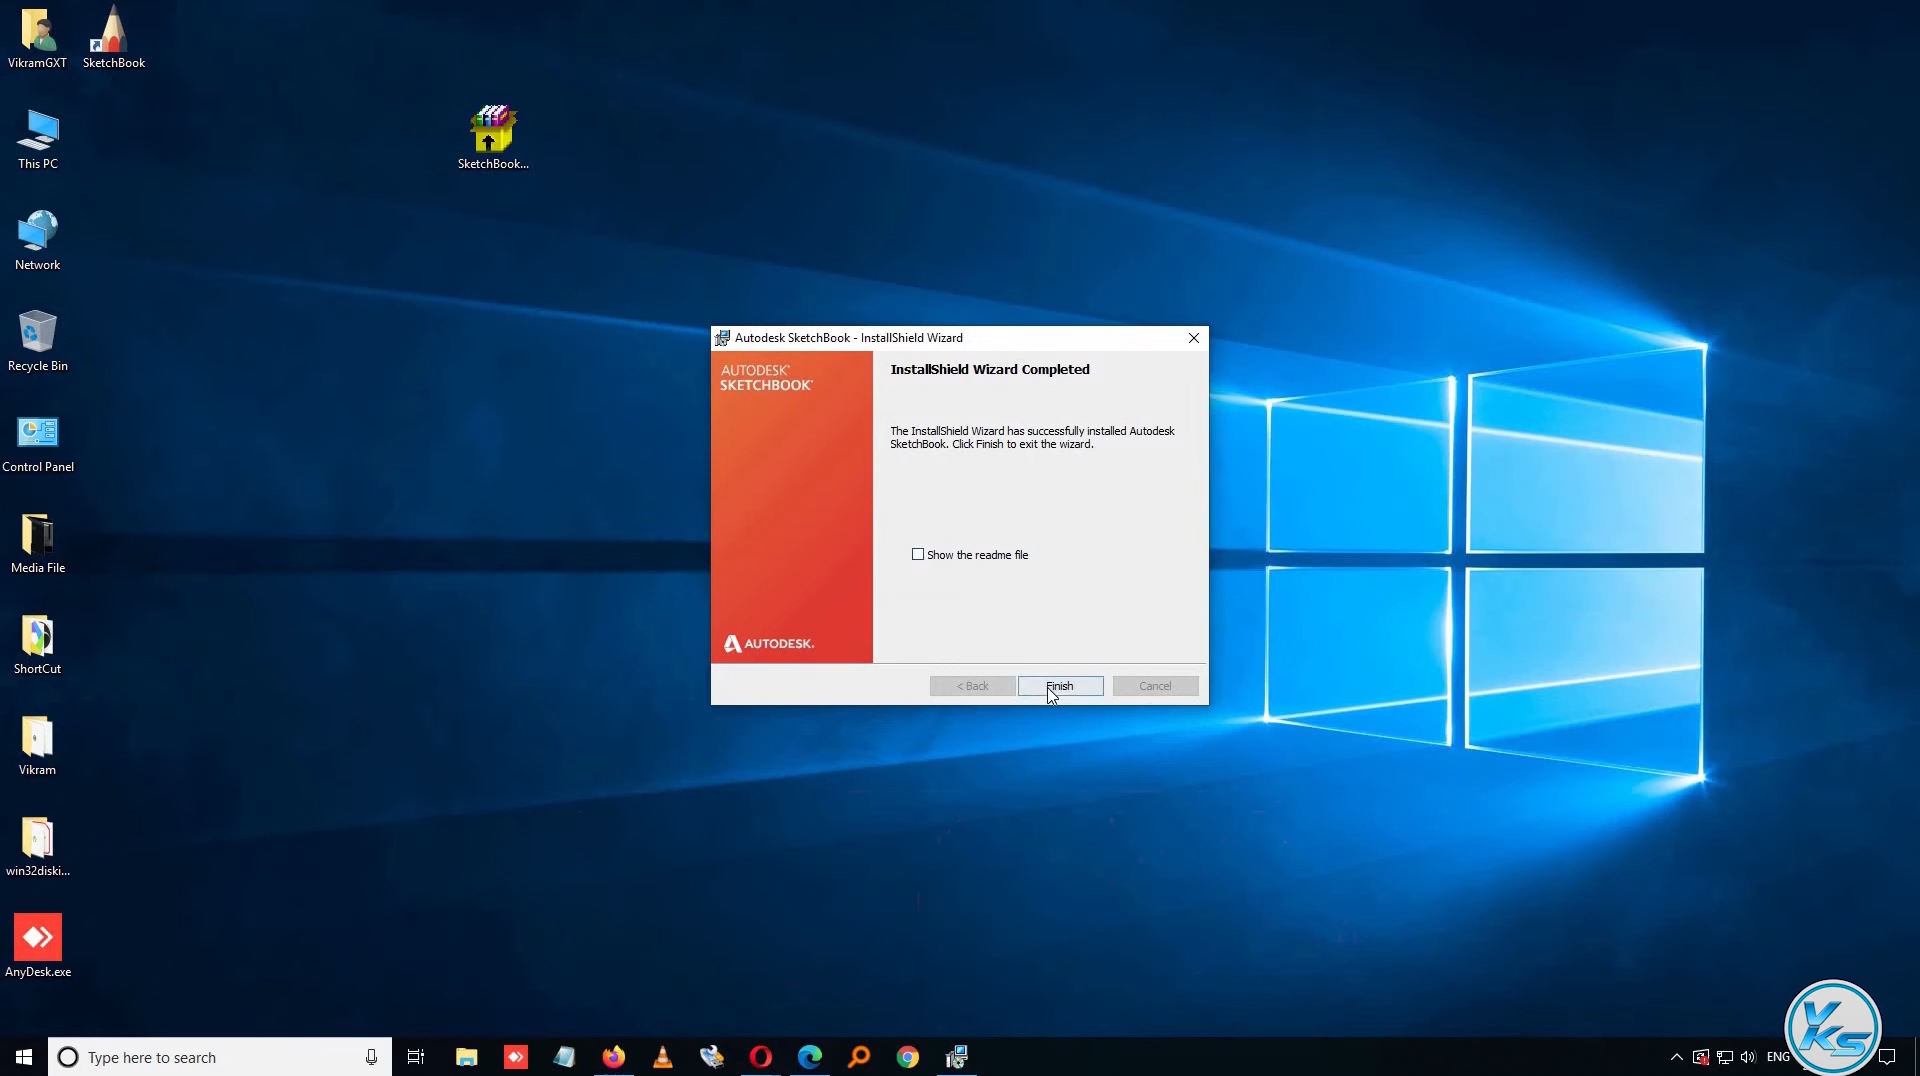 VikramGXT
SketchBook
This PC
SketchBook...
Network
Recycle Bin
Control Panel
Media File
ShortCut
Vikram
win32diski...
AnyDesk.exe
Autodesk SketchBook - InstallShield Wizard
AUTODESK®
SKETCHBOOK®
InstallShield Wizard Completed
The InstallShield Wizard has successfully installed Autodesk
SketchBook. Click Finish to exit the wizard.
Show the readme file
AUTODESK®
< Back
Finish
Cancel
Type here to search
ENG
VKS